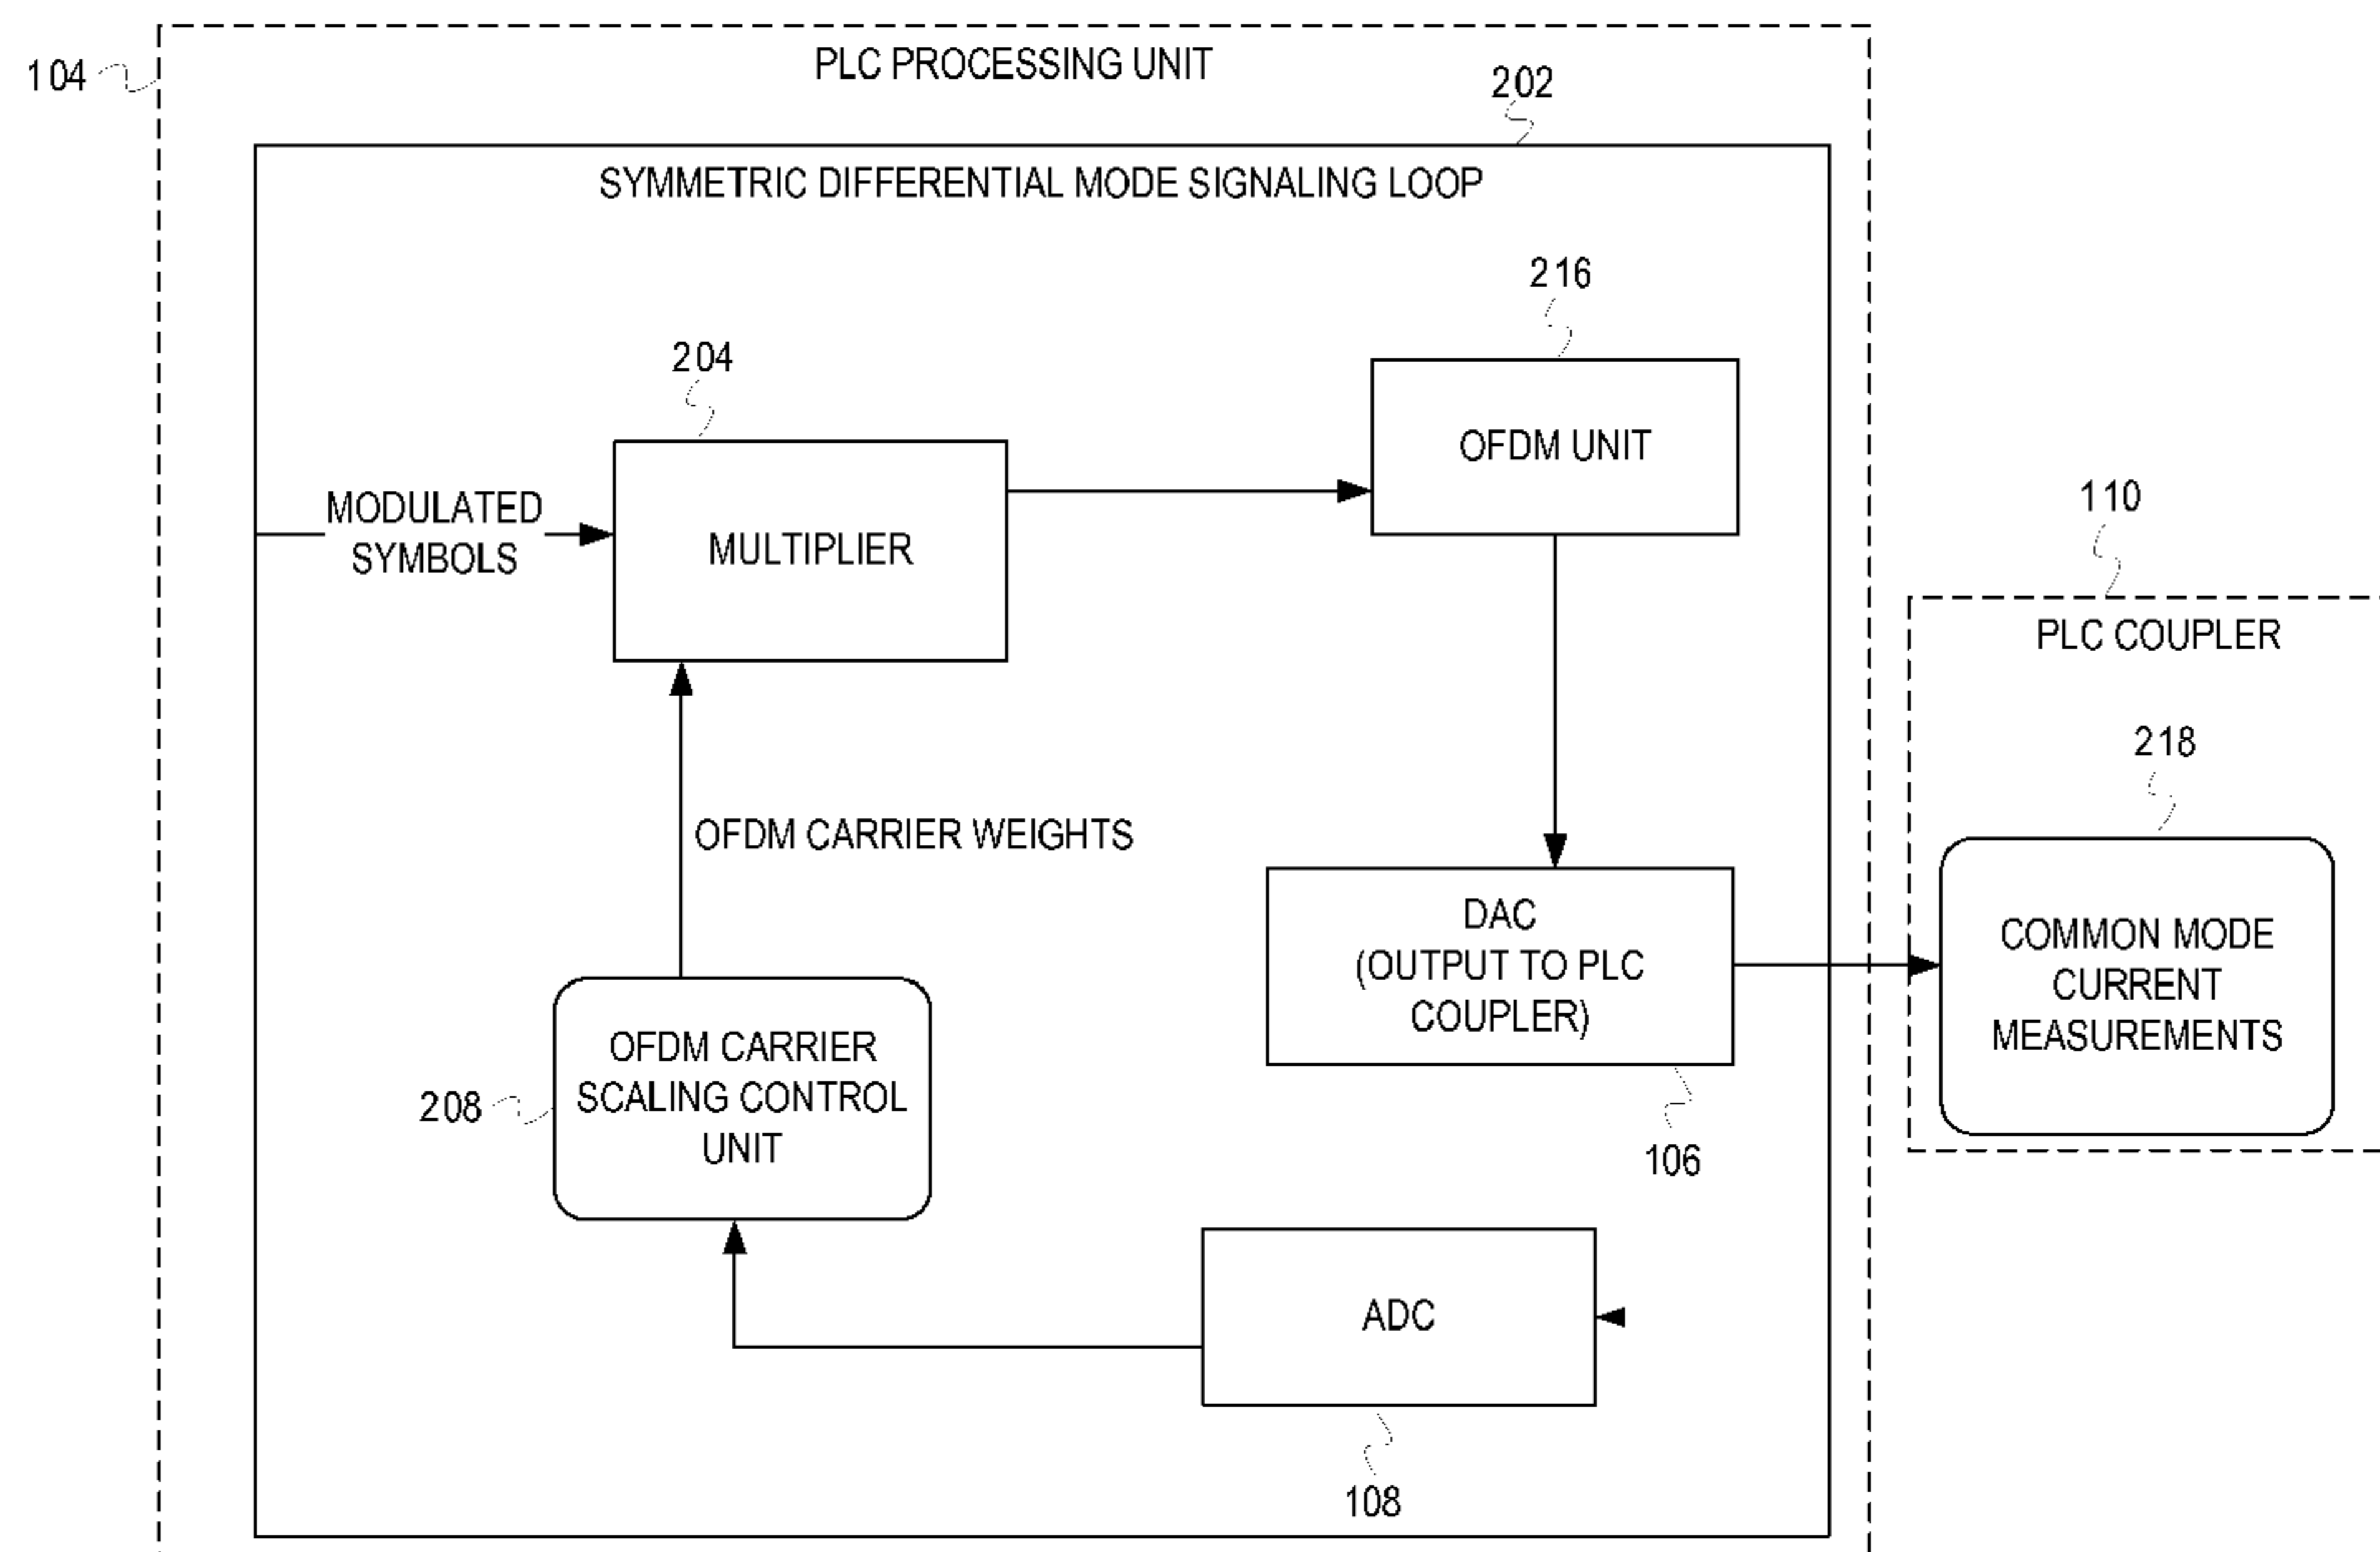 PLC PROCESSING UNIT
104
202
SYMMETRIC DIFFERENTIAL MODE SIGNALING LOOP
216
204
OFDM UNIT
MODULATED
SYMBOLS
MULTIPLIER
110
PLC COUPLER
218
OFDM CARRIER WEIGHTS
DAC
(OUTPUT TO PLC
COUPLER)
COMMON MODE
CURRENT
MEASUREMENTS
OFDM CARRIER
SCALING CONTROL
UNIT
208
106
ADC
108